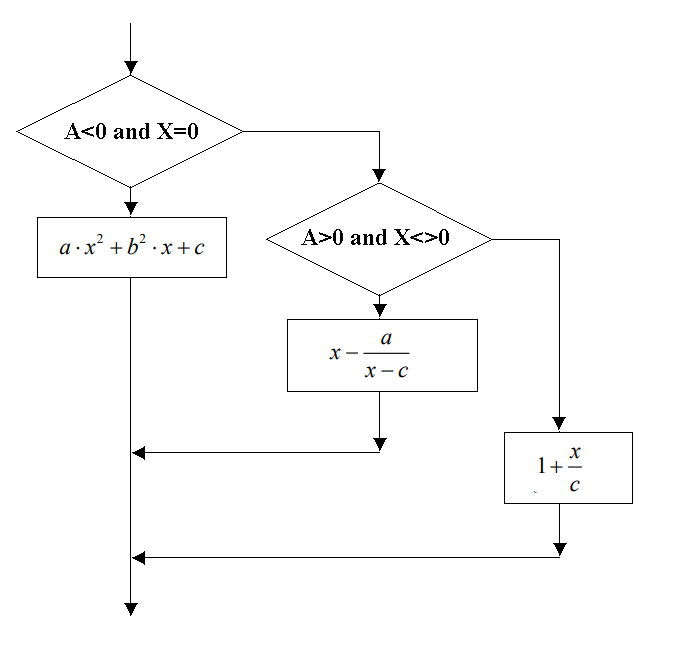 A<0 and X=0
a · x² + b² · x + c
A>0 and X<>0
x − a
x − c
1 + x
c